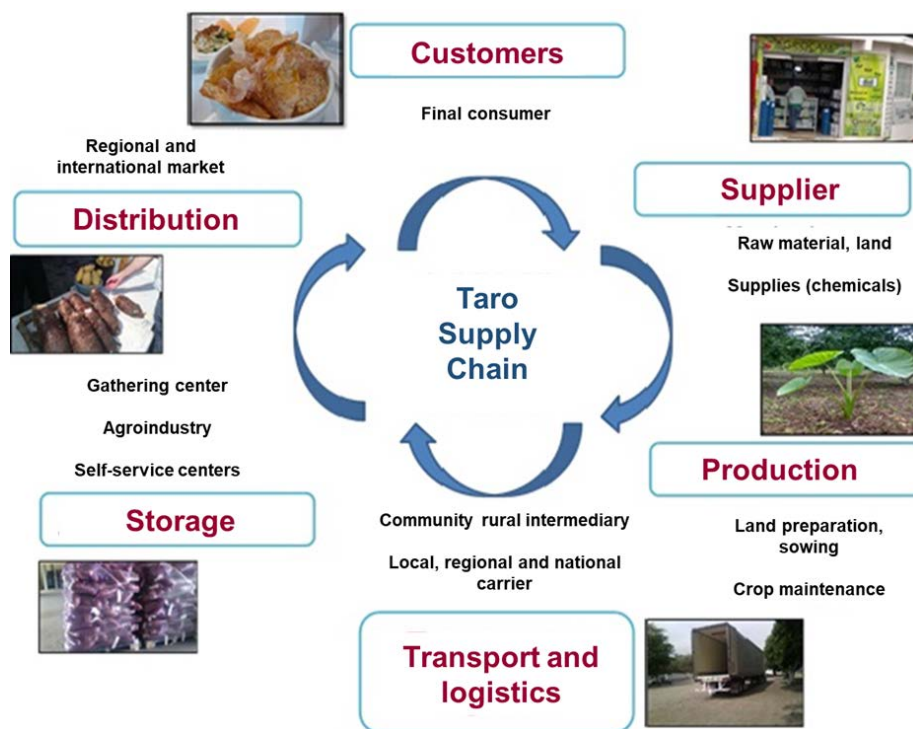 Customers
Final consumer
Regional and
international market
Distribution
Supplier
Raw material, land
Supplies (chemicals)
Taro
Supply
Chain
Gathering center
Agroindustry
Self-service centers
Storage
Production
Land preparation,
sowing
Crop maintenance
Community rural intermediary
Local, regional and national
carrier
Transport and
logistics